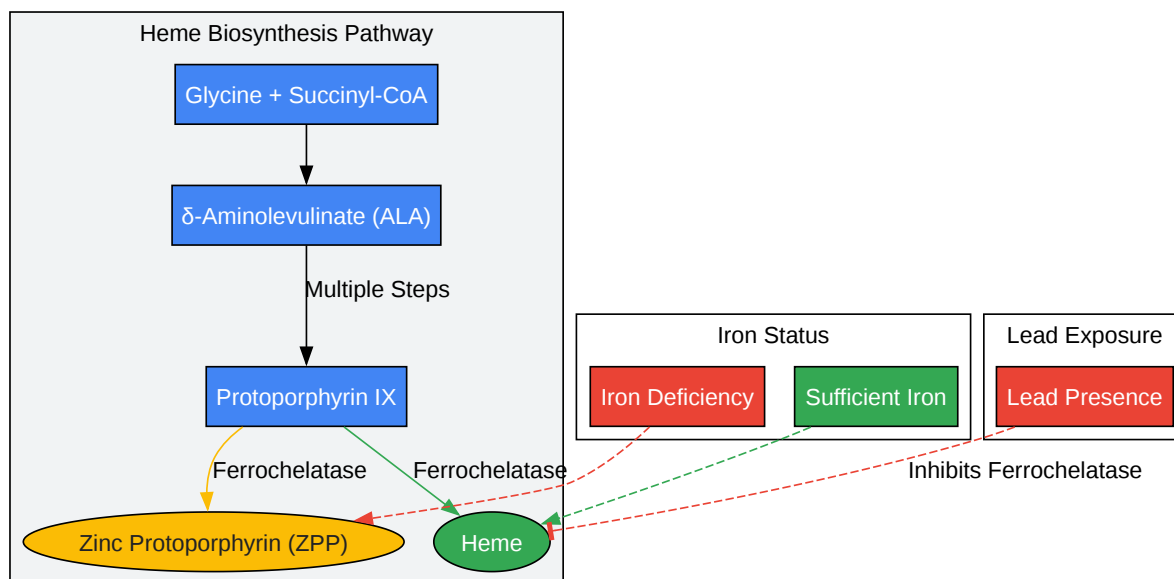 Heme Biosynthesis Pathway
Glycine + Succinyl-CoA
δ-Aminolevulinate (ALA)
Multiple Steps
Iron Status
Lead Exposure
Protoporphyrin IX
Iron Deficiency
Sufficient Iron
Lead Presence
Ferrochelatase
Ferrochelatase
Inhibits Ferrochelatase
Zinc Protoporphyrin (ZPP)
Heme